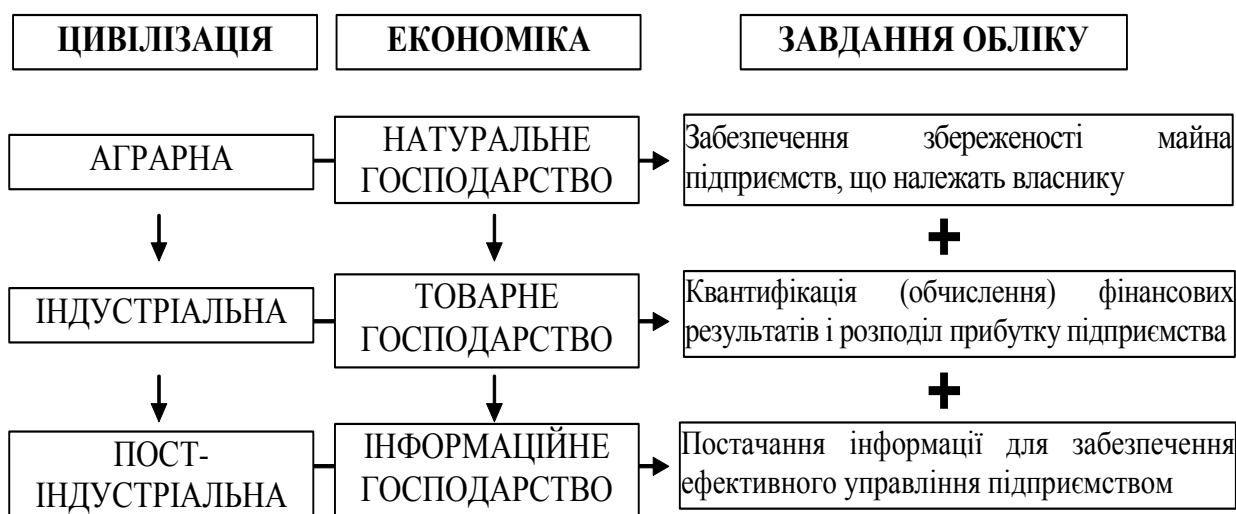 ЦИВІЛІЗАЦІЯ
ЕКОНОМІКА
ЗАВДАННЯ ОБЛІКУ
АГРАРНА
НАТУРАЛЬНЕ
ГОСПОДАРСТВО
Забезпечення збереженості майна
підприємств, що належать власнику
+
ІНДУСТРІАЛЬНА
ТОВАРНЕ
ГОСПОДАРСТВО
Квантифікація (обчислення) фінансових
результатів і розподіл прибутку підприємства
+
ПОСТ-
ІНДУСТРІАЛЬНА
ІНФОРМАЦІЙНЕ
ГОСПОДАРСТВО
Постачання інформації для забезпечення
ефективного управління підприємством